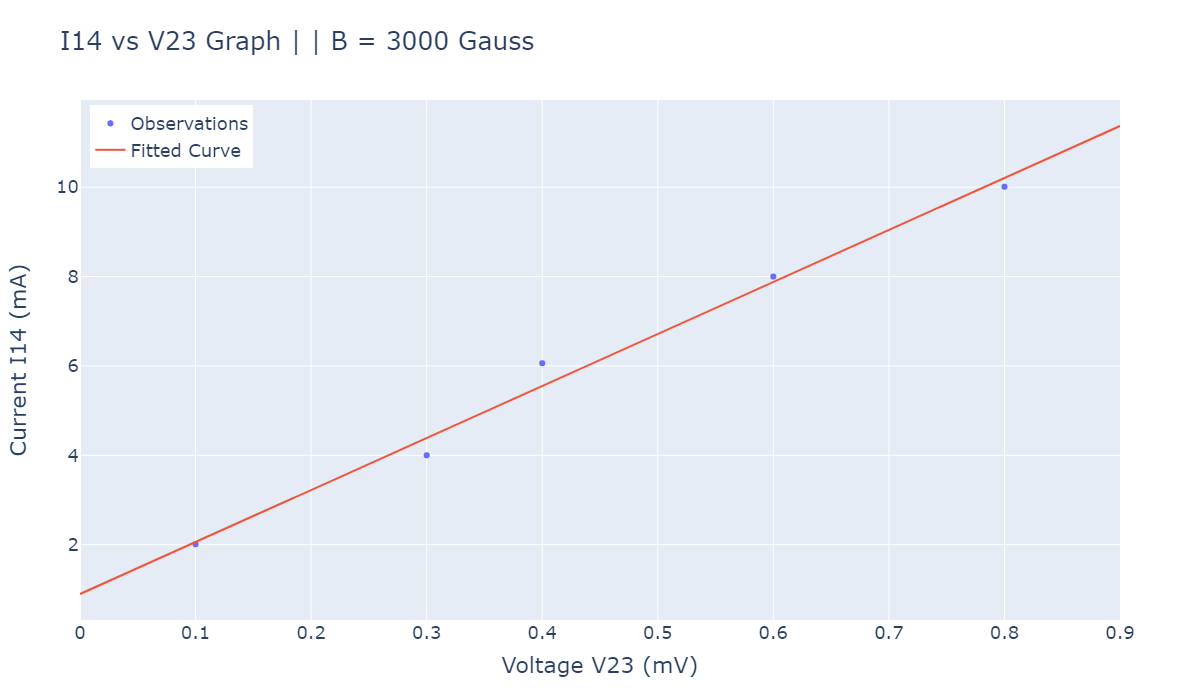 I14 vs V23 Graph | | B = 3000 Gauss
Observations
Fitted Curve
Current I14 (mA)
10
8
6
4
2
0 0.1 0.2 0.3 0.4 0.5 0.6 0.7 0.8 0.9
Voltage V23 (mV)